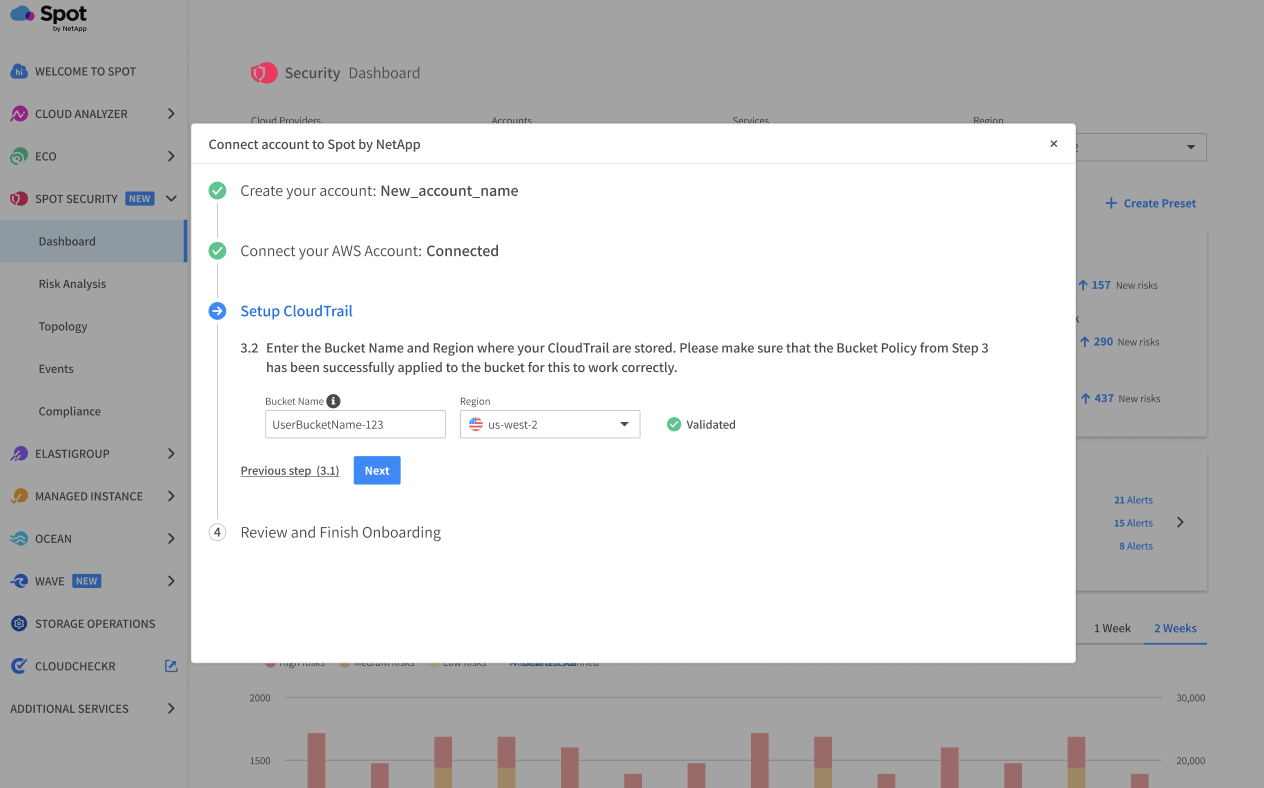 Spot
by NetApp
hi WELCOME TO SPOT
CLOUD ANALYZER
ECO
SPOT SECURITY NEW
Dashboard
Risk Analysis
Topology
Events
Compliance
ELASTIGROUP
MANAGED INSTANCE
OCEAN
WAVE NEW
STORAGE OPERATIONS
CLOUDCHECKR
ADDITIONAL SERVICES
Security Dashboard
Cloud Providers Accounts Services Region
Create Preset
Connect account to Spot by NetApp
Create your account: New_account_name
Connect your AWS Account: Connected
Setup CloudTrail
3.2 Enter the Bucket Name and Region where your CloudTrail are stored. Please make sure that the Bucket Policy from Step 3
has been successfully applied to the bucket for this to work correctly.
Bucket Name Region
UserBucketName-123 us-west-2 Validated
Previous step (3.1) Next
4 Review and Finish Onboarding
157 New risks
290 New risks
437 New risks
21 Alerts
15 Alerts
8 Alerts
1 Week 2 Weeks
High Risks Medium Risks Low Risks
2000 30,000
1500 20,000